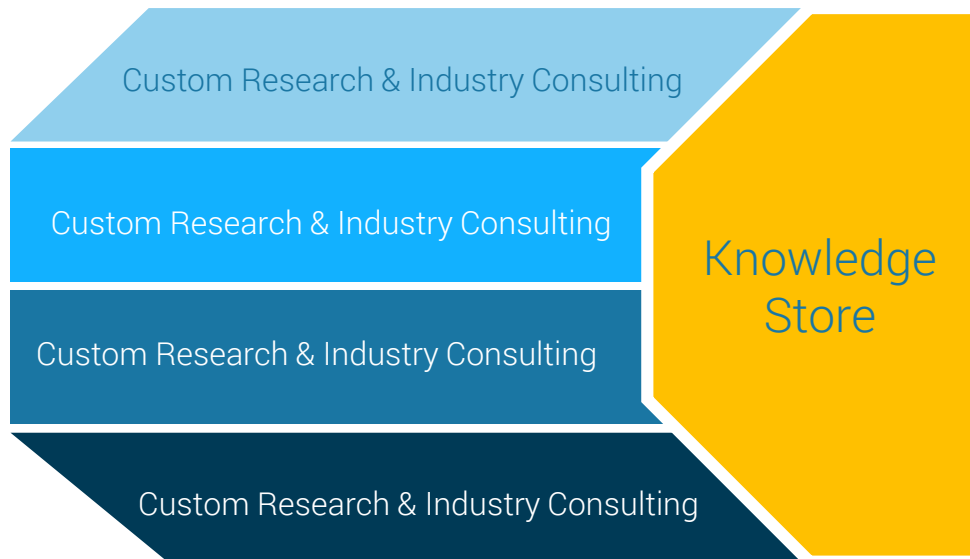 Custom Research & Industry Consulting
Custom Research & Industry Consulting
Custom Research & Industry Consulting
Custom Research & Industry Consulting
Knowledge
Store